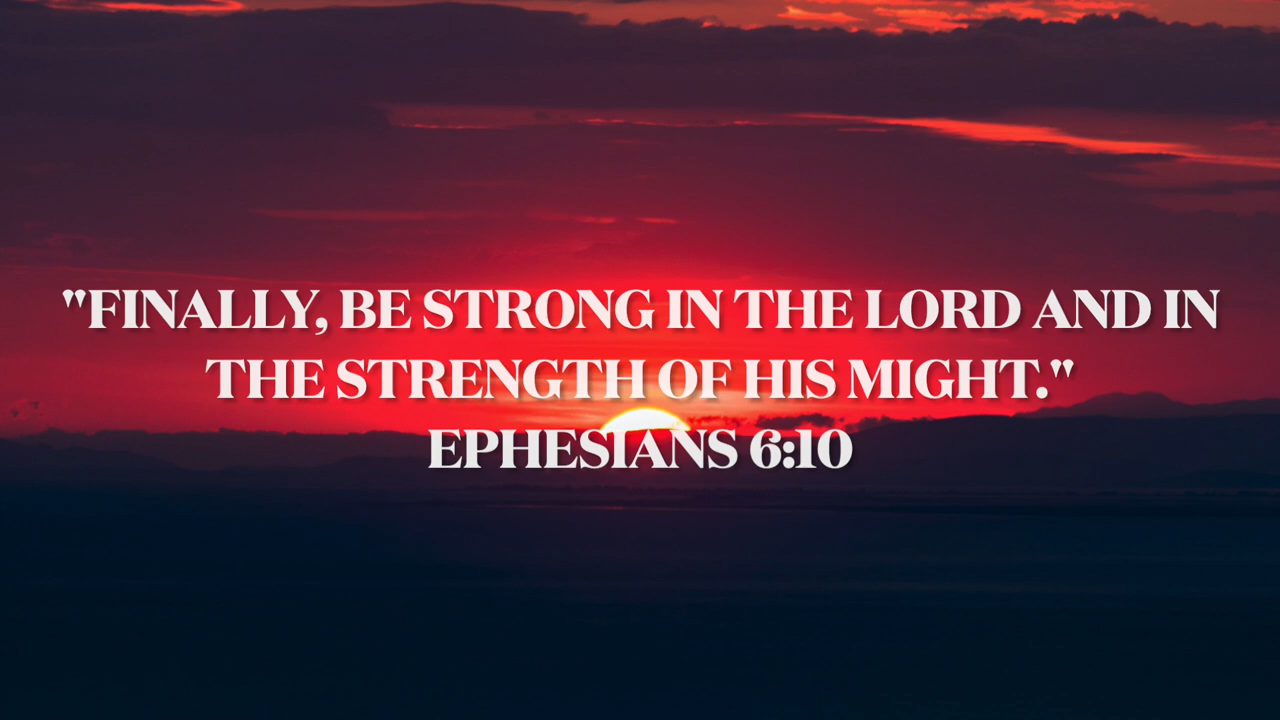 "FINALLY, BE STRONG IN THE LORD AND IN
THE STRENGTH OF HIS MIGHT."
EPHESIANS 6:10